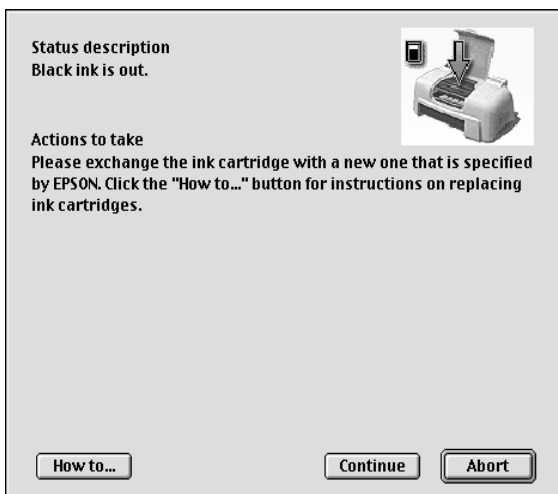 Status description
Black ink is out.
Actions to take
Please exchange the ink cartridge with a new one that is specified
by EPSON. Click the "How to..." button for instructions on replacing
ink cartridges.
How to...
Continue
Abort